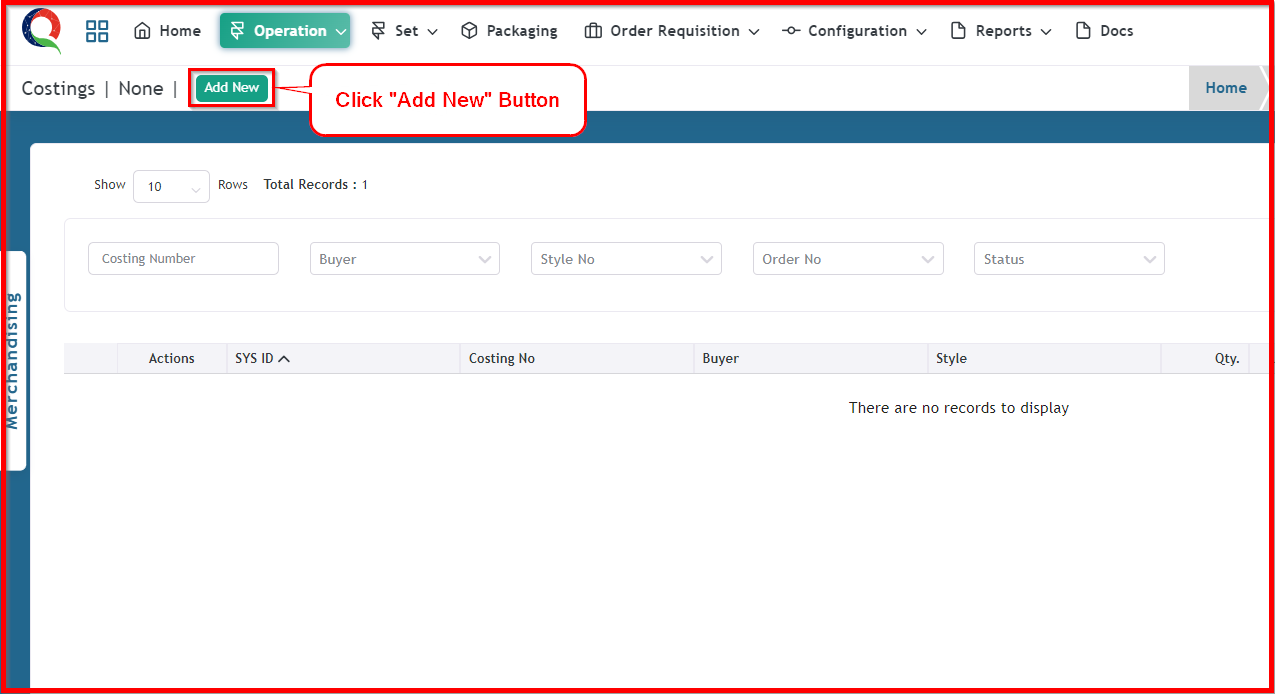 Home Operation Set Packaging Order Requisition Configuration Reports Docs
Costings | None | Add New
Click "Add New" Button
Home
Show 10 Rows Total Records : 1
Costing Number Buyer Style No Order No Status
Merchandising
Actions SYS ID Costing No Buyer Style Qty.
There are no records to display